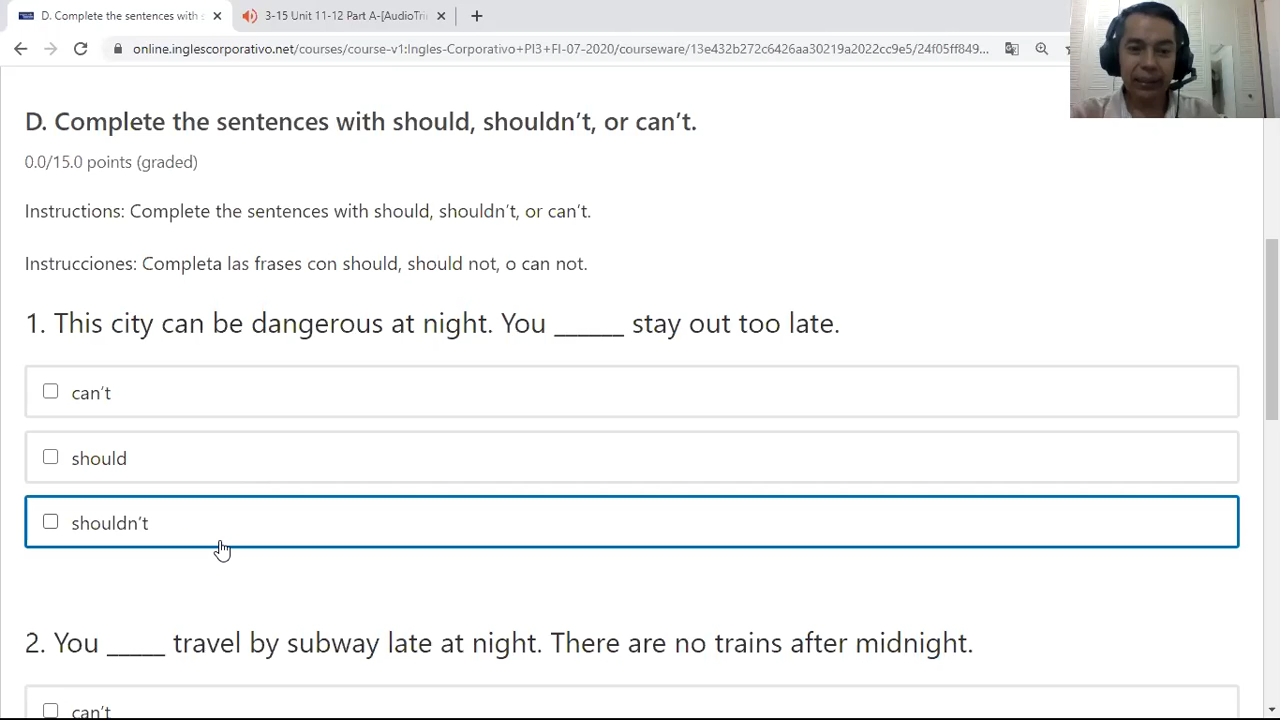 D. Complete the sentences with s
3-15 Unit 11-12 Part A-[AudioTri
online.inglescorporativo.net/courses/course-v1:Ingles-Corporativo+PI3+FI-07-2020/courseware/13e432b272c6426aa30219a2022cc9e5/24f05ff849...
D. Complete the sentences with should, shouldn’t, or can’t.
0.0/15.0 points (graded)
Instructions: Complete the sentences with should, shouldn’t, or can’t.
Instrucciones: Completa las frases con should, should not, o can not.
1. This city can be dangerous at night. You ______ stay out too late.
can’t
should
shouldn’t
2. You _____ travel by subway late at night. There are no trains after midnight.
can’t